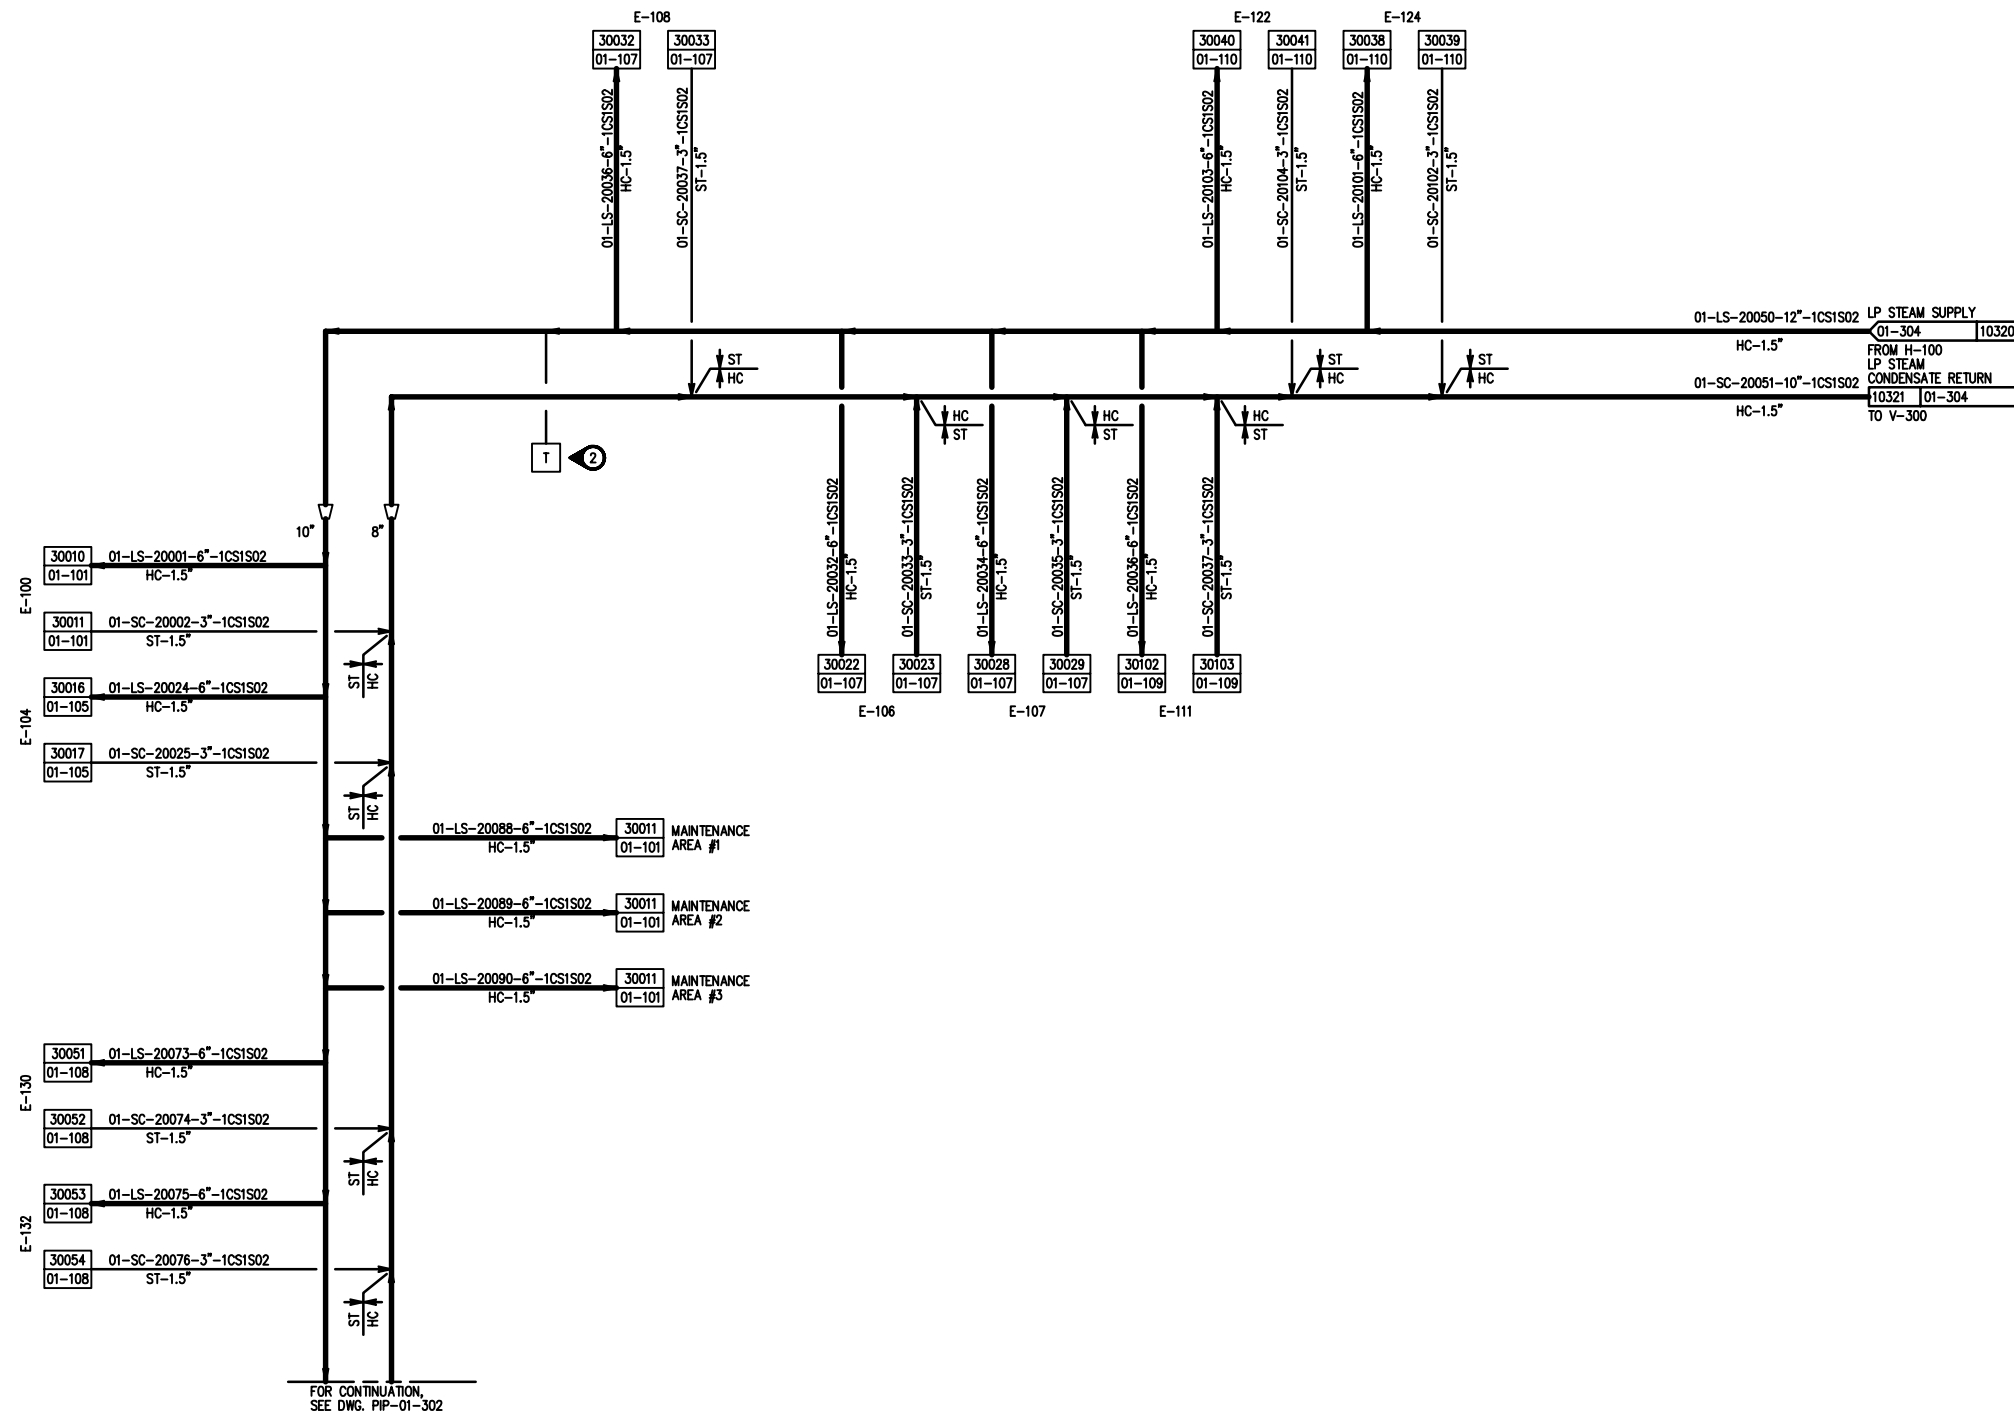 E-108
E-122
E-124
30032
01-107
30033
01-107
30040
01-110
30041
01-110
30038
01-110
30039
01-110
01-LS-20036-6"-1CS1S02
HC-1.5"
01-SC-20037-3"-1CS1S02
ST-1.5"
01-LS-20103-6"-1CS1S02
HC-1.5"
01-SC-20104-3"-1CS1S02
ST-1.5"
01-LS-20101-6"-1CS1S02
HC-1.5"
01-SC-20102-3"-1CS1S02
ST-1.5"
01-LS-20050-12"-1CS1S02
HC-1.5"
LP STEAM SUPPLY
01-304
10320
FROM H-100
LP STEAM
CONDENSATE RETURN
01-SC-20051-10"-1CS1S02
HC-1.5"
10321
01-304
TO V-300
ST
HC
ST
HC
ST
HC
HC
ST
HC
ST
HC
ST
T
2
01-LS-20032-6"-1CS1S02
HC-1.5"
01-SC-20033-3"-1CS1S02
ST-1.5"
01-LS-20034-6"-1CS1S02
HC-1.5"
01-SC-20035-3"-1CS1S02
ST-1.5"
01-LS-20036-6"-1CS1S02
HC-1.5"
01-SC-20037-3"-1CS1S02
ST-1.5"
30022
01-107
30023
01-107
30028
01-107
30029
01-107
30102
01-109
30103
01-109
E-106
E-107
E-111
10"
8"
E-100
30010
01-101
01-LS-20001-6"-1CS1S02
HC-1.5"
30011
01-101
01-SC-20002-3"-1CS1S02
ST-1.5"
ST
HC
E-104
30016
01-105
01-LS-20024-6"-1CS1S02
HC-1.5"
30017
01-105
01-SC-20025-3"-1CS1S02
ST-1.5"
ST
HC
01-LS-20088-6"-1CS1S02
HC-1.5"
30011
01-101
MAINTENANCE
AREA #1
01-LS-20089-6"-1CS1S02
HC-1.5"
30011
01-101
MAINTENANCE
AREA #2
01-LS-20090-6"-1CS1S02
HC-1.5"
30011
01-101
MAINTENANCE
AREA #3
E-130
30051
01-108
01-LS-20073-6"-1CS1S02
HC-1.5"
30052
01-108
01-SC-20074-3"-1CS1S02
ST-1.5"
ST
HC
E-132
30053
01-108
01-LS-20075-6"-1CS1S02
HC-1.5"
30054
01-108
01-SC-20076-3"-1CS1S02
ST-1.5"
ST
HC
FOR CONTINUATION,
SEE DWG. PIP-01-302